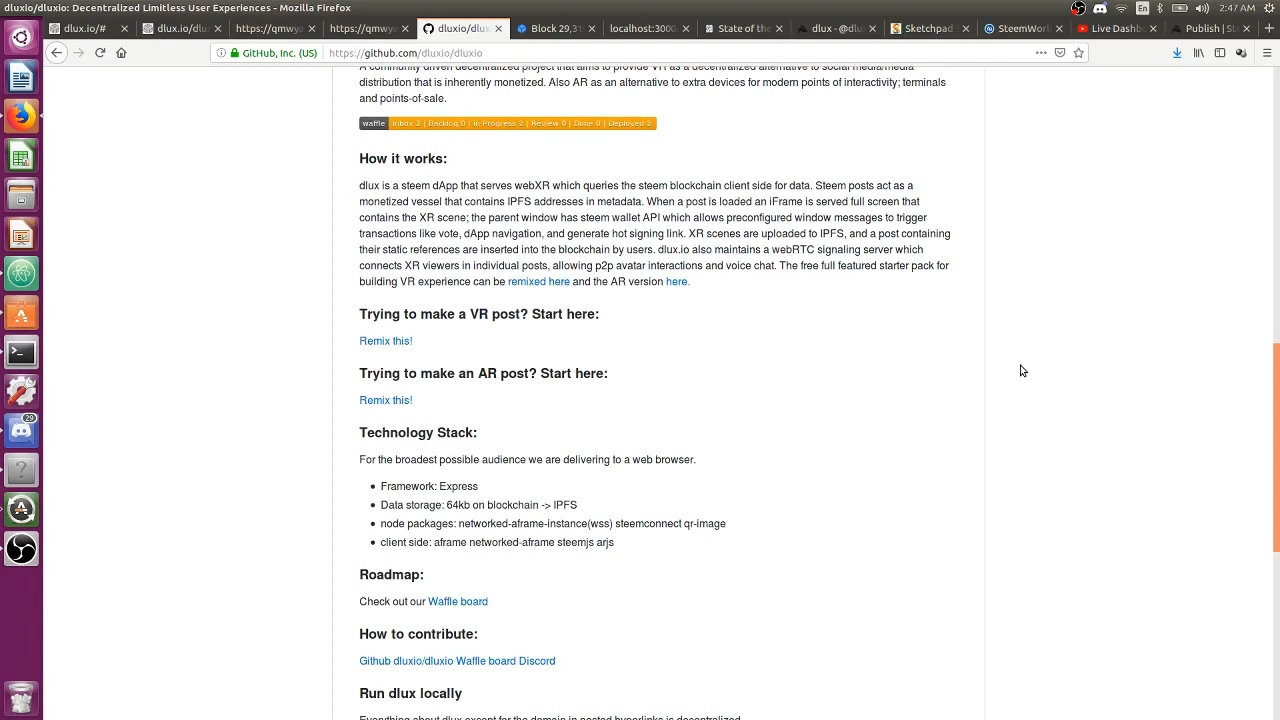 dluxio/dluxio: Decentralized Limitless User Experiences - Mozilla Firefox
En
2:47 AM
dlux.io/#
dlux.io/du
https://qmwya
https://qmwya
dluxio/dlu
Block 29,31
localhost:3000
State of the
dlux - @dlu
Sketchpad
SteemWor
Live Dashb
Publish | St
GitHub, Inc. (US)
https://github.com/dluxio/dluxio
A community driven decentralized project that aims to provide VR as a decentralized alternative to social media/media
distribution that is inherently monetized. Also AR as an alternative to extra devices for modern points of interactivity; terminals
and points-of-sale.
waffle Inbox 2 | Backlog 0 | In Progress 2 | Review 0 | Done 0 | Deployed 2
How it works:
dlux is a steem dApp that serves webXR which queries the steem blockchain client side for data. Steem posts act as a
monetized vessel that contains IPFS addresses in metadata. When a post is loaded an iFrame is served full screen that
contains the XR scene; the parent window has steem wallet API which allows preconfigured window messages to trigger
transactions like vote, dApp navigation, and generate hot signing link. XR scenes are uploaded to IPFS, and a post containing
their static references are inserted into the blockchain by users. dlux.io also maintains a webRTC signaling server which
connects XR viewers in individual posts, allowing p2p avatar interactions and voice chat. The free full featured starter pack for
building VR experience can be remixed here and the AR version here.
Trying to make a VR post? Start here:
Remix this!
Trying to make an AR post? Start here:
Remix this!
Technology Stack:
For the broadest possible audience we are delivering to a web browser.
Framework: Express
Data storage: 64kb on blockchain -> IPFS
node packages: networked-aframe-instance(wss) steemconnect qr-image
client side: aframe networked-aframe steemjs arjs
Roadmap:
Check out our Waffle board
How to contribute:
Github dluxio/dluxio Waffle board Discord
Run dlux locally
Everything about dlux except for the domain in posted hyperlinks is decentralized
29